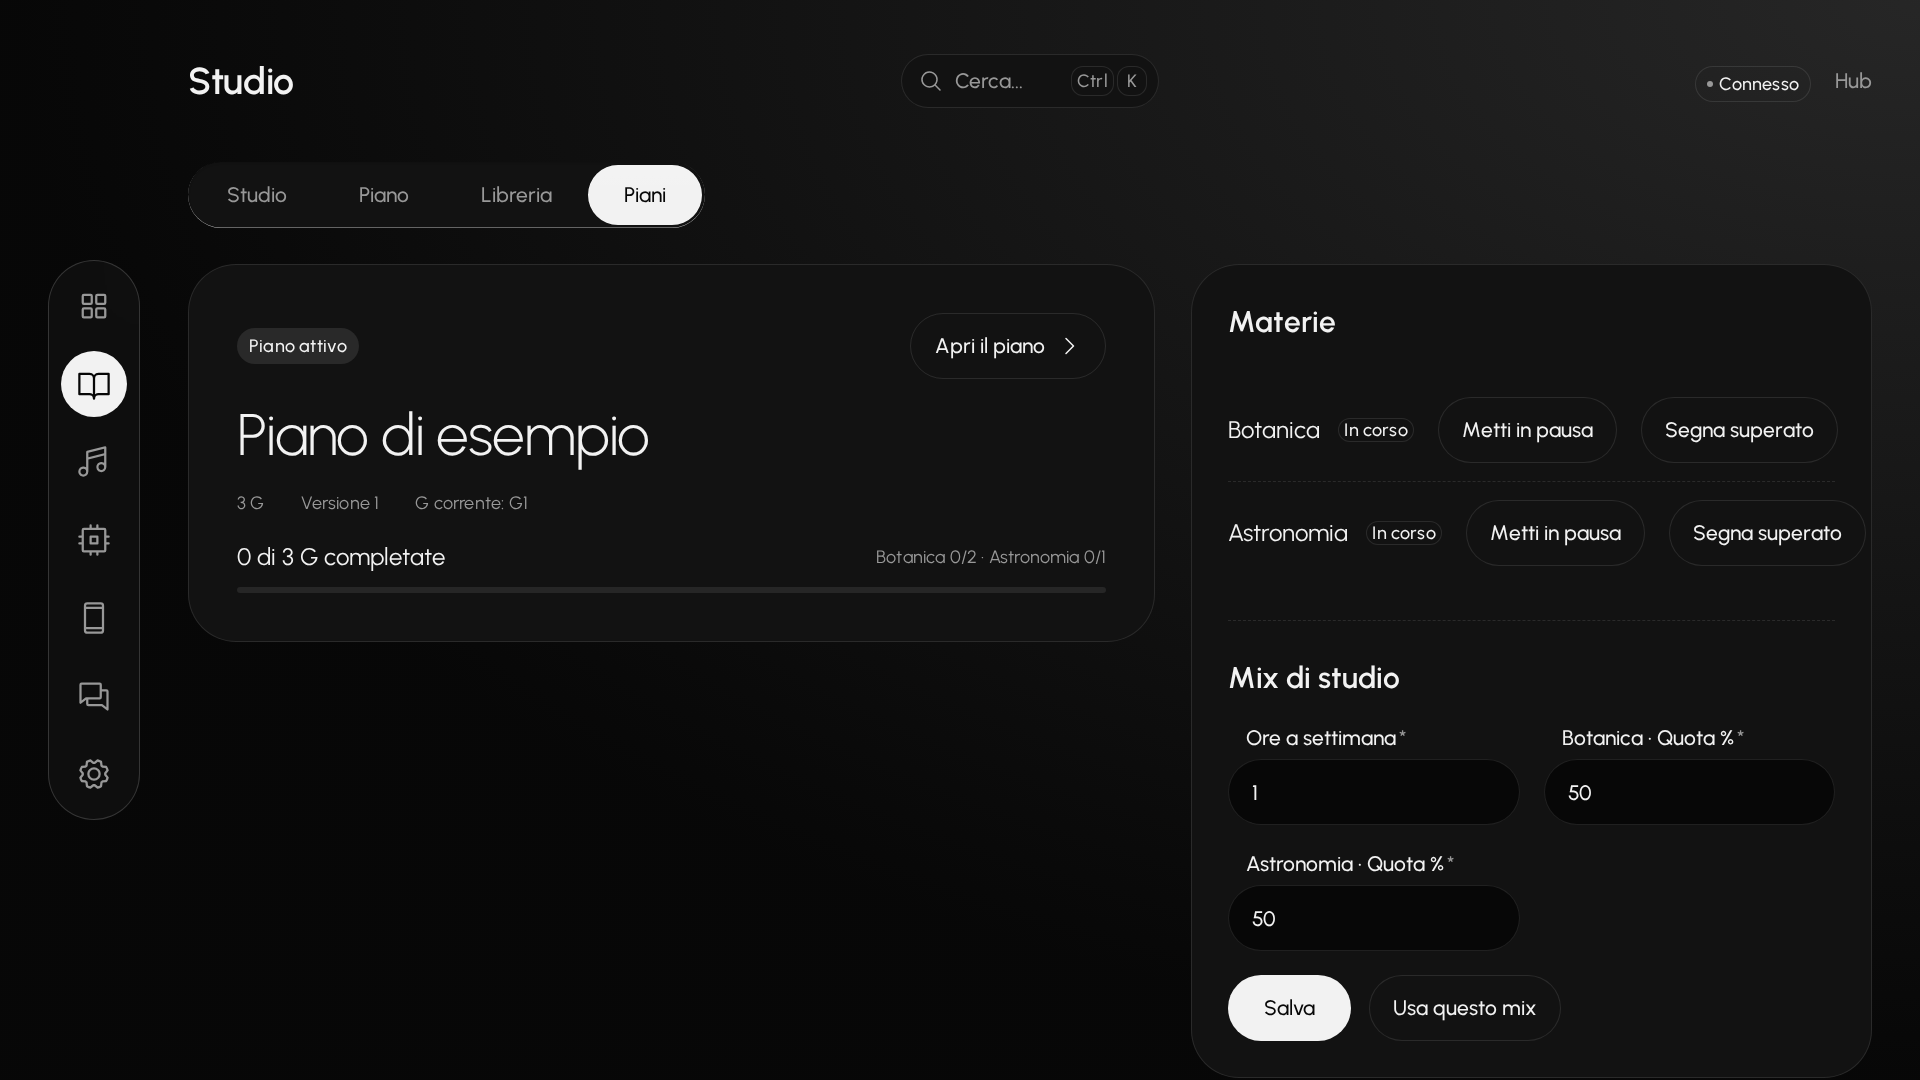 Studio
Cerca... Ctrl K
• Connesso Hub
Studio Piano Libreria Piani
Piano attivo Apri il piano
Piano di esempio
3 G Versione 1 G corrente: G1
0 di 3 G completate Botanica 0/2 · Astronomia 0/1
Materie
Botanica In corso Metti in pausa Segna superato
Astronomia In corso Metti in pausa Segna superato
Mix di studio
Ore a settimana * Botanica · Quota % *
1 50
Astronomia · Quota % *
50
Salva Usa questo mix